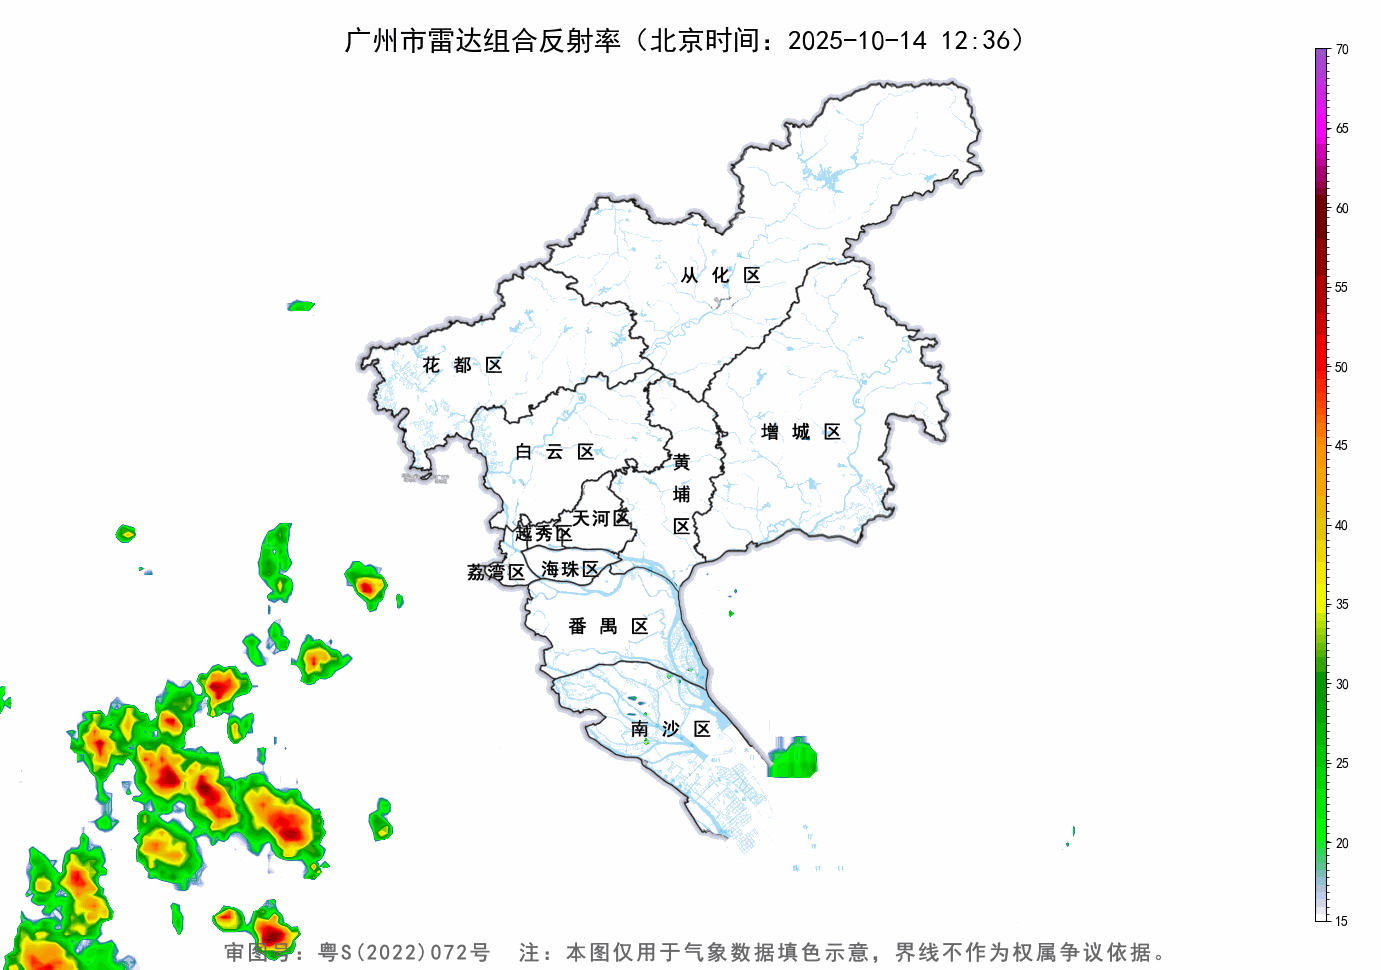 广州市雷达组合反射率（北京时间：2025-10-14 12:36）
70
65
60
55
50
45
40
35
30
25
20
15
从化区
花都区
增城区
白云区
黄埔区
天河区
越秀区
荔湾区
海珠区
番禺区
南沙区
审图号：粤S(2022)072号 注：本图仅用于气象数据填色示意，界线不作为权属争议依据。